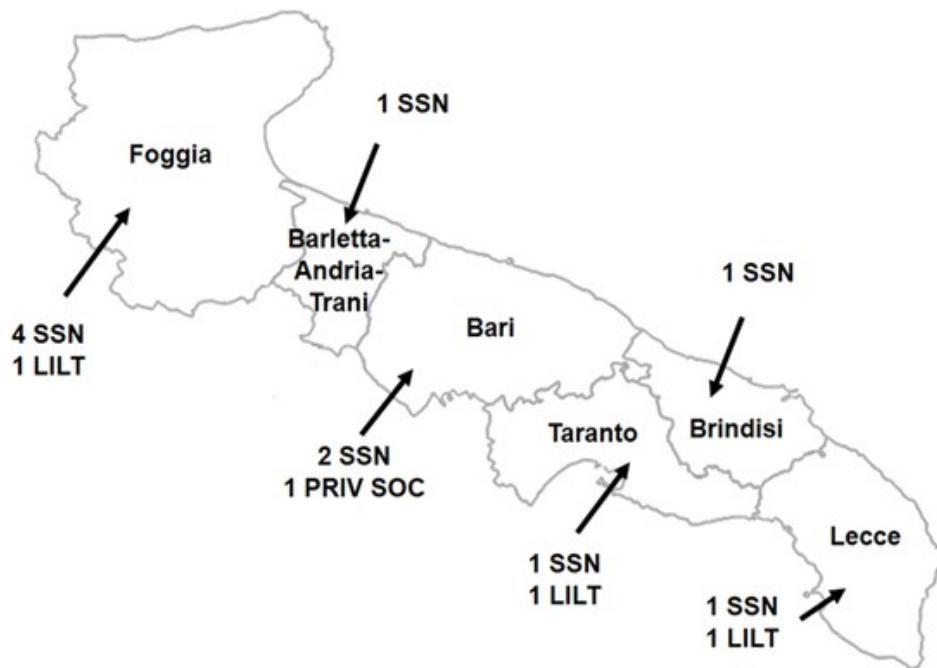 1 SSN
Foggia
Barletta-
Andria-
Trani
1 SSN
4 SSN
1 LILT
Bari
Taranto
Brindisi
2 SSN
1 PRIV SOC
Lecce
1 SSN
1 LILT
1 SSN
1 LILT